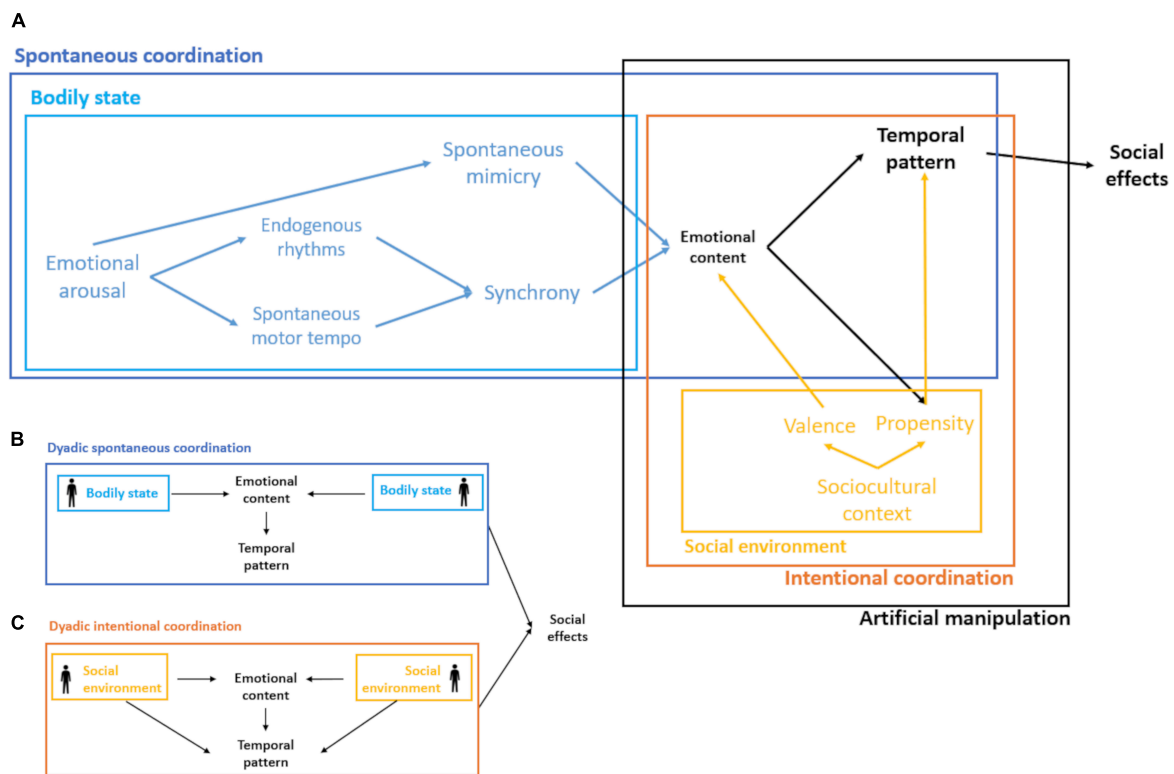 A
Spontaneous coordination
Bodily state
Spontaneous
mimicry
Endogenous
rhythms
Emotional
arousal
Spontaneous
motor tempo
Synchrony
Emotional
content
Temporal
pattern
Social
effects
Valence
Propensity
Sociocultural
context
Social environment
Intentional coordination
Artificial manipulation
B
Dyadic spontaneous coordination
Bodily state
Emotional
content
Bodily state
Temporal
pattern
C
Dyadic intentional coordination
Social
environment
Emotional
content
Social
environment
Temporal
pattern
Social
effects